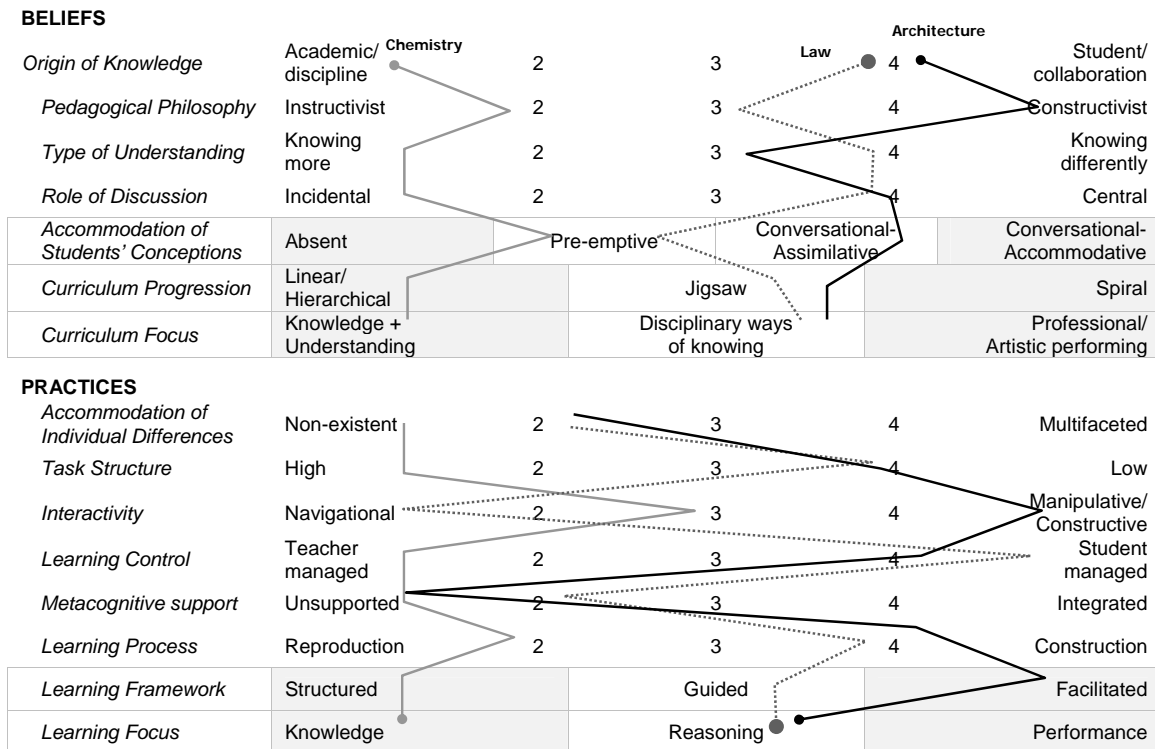 BELIEFS
Architecture
Origin of Knowledge Academic/ discipline Chemistry 2 3 Law 4 Student/ collaboration
Pedagogical Philosophy Instructivist 2 3 4 Constructivist
Type of Understanding Knowing more 2 3 4 Knowing differently
Role of Discussion Incidental 2 3 4 Central
Accommodation of Students' Conceptions Absent Pre-emptive Conversational- Assimilative Conversational- Accommodative
Curriculum Progression Linear/ Hierarchical Jigsaw Spiral
Curriculum Focus Knowledge + Understanding Disciplinary ways of knowing Professional/ Artistic performing
PRACTICES
Accommodation of Individual Differences Non-existent 2 3 4 Multifaceted
Task Structure High 2 3 4 Low
Interactivity Navigational 2 3 4 Manipulative/ Constructive
Learning Control Teacher managed 2 3 4 Student managed
Metacognitive support Unsupported 2 3 4 Integrated
Learning Process Reproduction 2 3 4 Construction
Learning Framework Structured Guided Facilitated
Learning Focus Knowledge Reasoning Performance